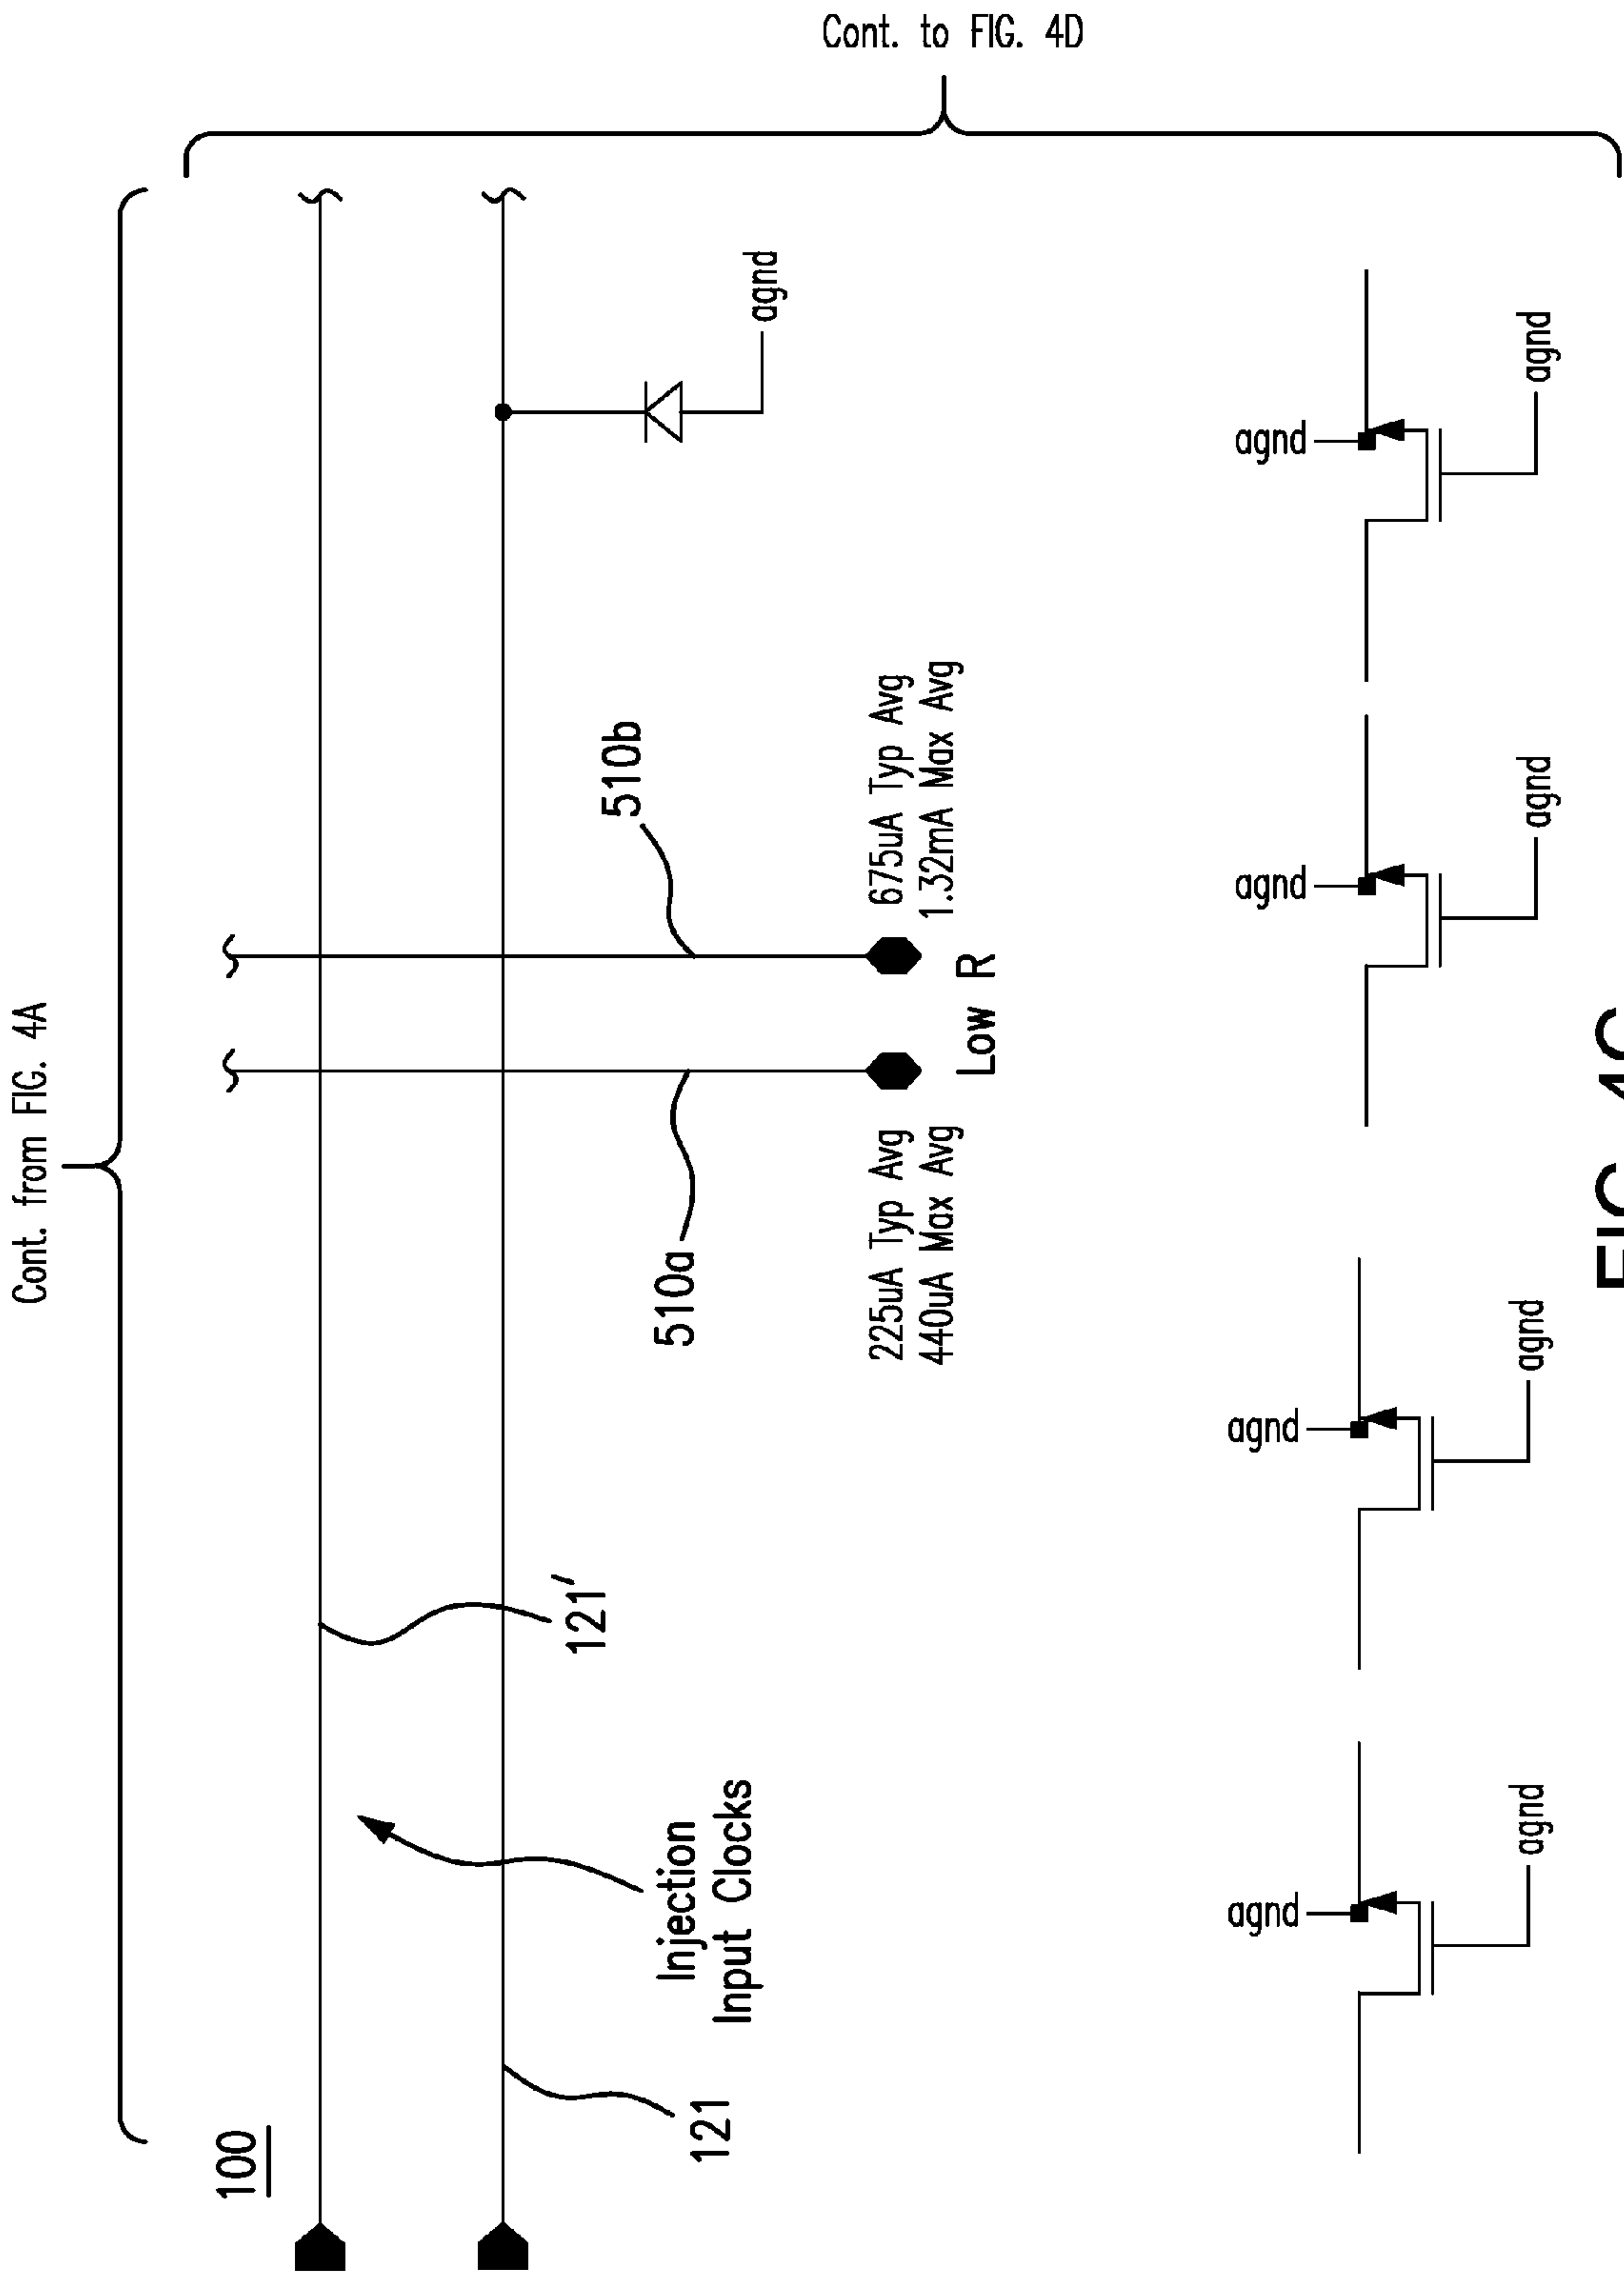 Cont. from FIG. 4A
Cont. to FIG. 4D
100
121'
Injection
Input Clocks
121
510a
510b
agnd
225uA Typ Avg
440uA Max Avg
675uA Typ Avg
1.32mA Max Avg
Low R
agnd
agnd
agnd
agnd
agnd
agnd
agnd
agnd
FIG. 4C